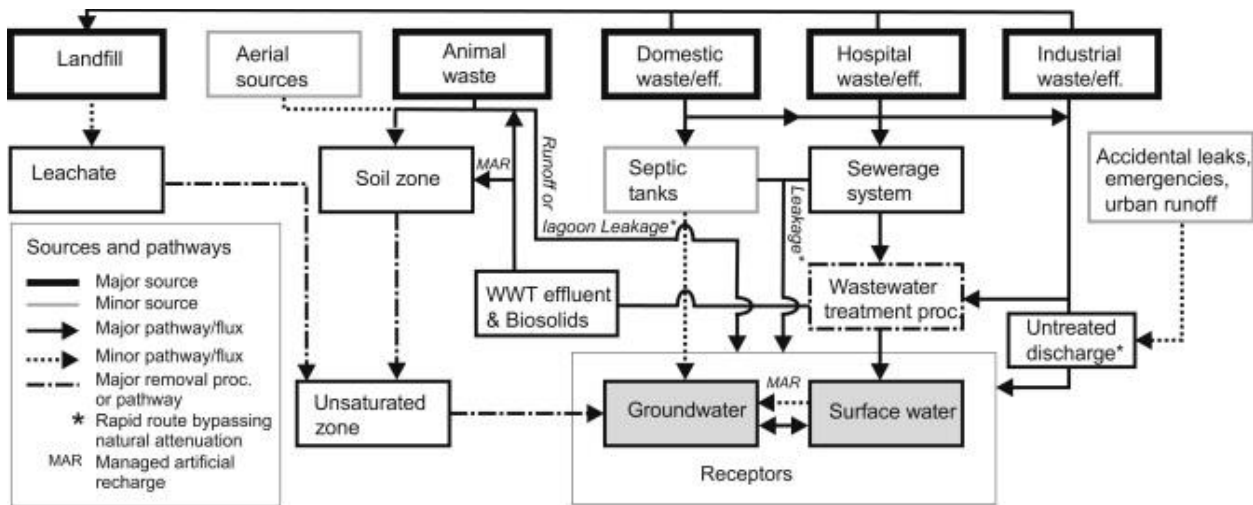 Landfill
Aerial
sources
Animal
waste
Domestic
waste/eff.
Hospital
waste/eff.
Industrial
waste/eff.
Leachate
Soil zone
MAR
Runoff or
lagoon Leakage*
Septic
tanks
Leakage*
Sewerage
system
Accidental leaks,
emergencies,
urban runoff
Sources and pathways
Major source
Minor source
Major pathway/flux
Minor pathway/flux
Major removal proc.
or pathway
* Rapid route bypassing
natural attenuation
MAR Managed artificial
recharge
WWT effluent
& Biosolids
Wastewater
treatment proc.
Untreated
discharge*
Unsaturated
zone
Groundwater
MAR
Surface water
Receptors